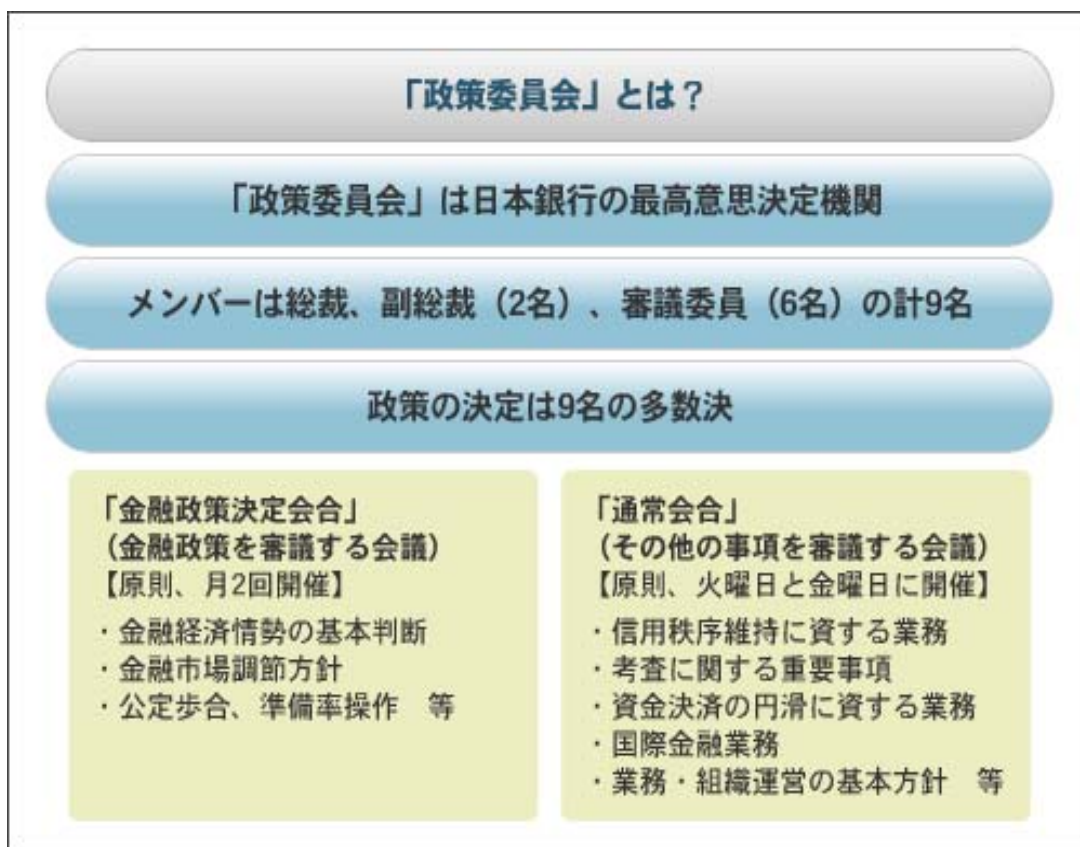 「政策委員会」とは？
「政策委員会」は日本銀行の最高意思決定機関
メンバーは総裁、副総裁（2名）、審議委員（6名）の計9名
政策の決定は9名の多数決
「金融政策決定会合」
（金融政策を審議する会議）
【原則、月2回開催】
・金融経済情勢の基本判断
・金融市場調節方針
・公定歩合、準備率操作　等
「通常会合」
（その他の事項を審議する会議）
【原則、火曜日と金曜日に開催】
・信用秩序維持に資する業務
・考査に関する重要事項
・資金決済の円滑に資する業務
・国際金融業務
・業務・組織運営の基本方針　等